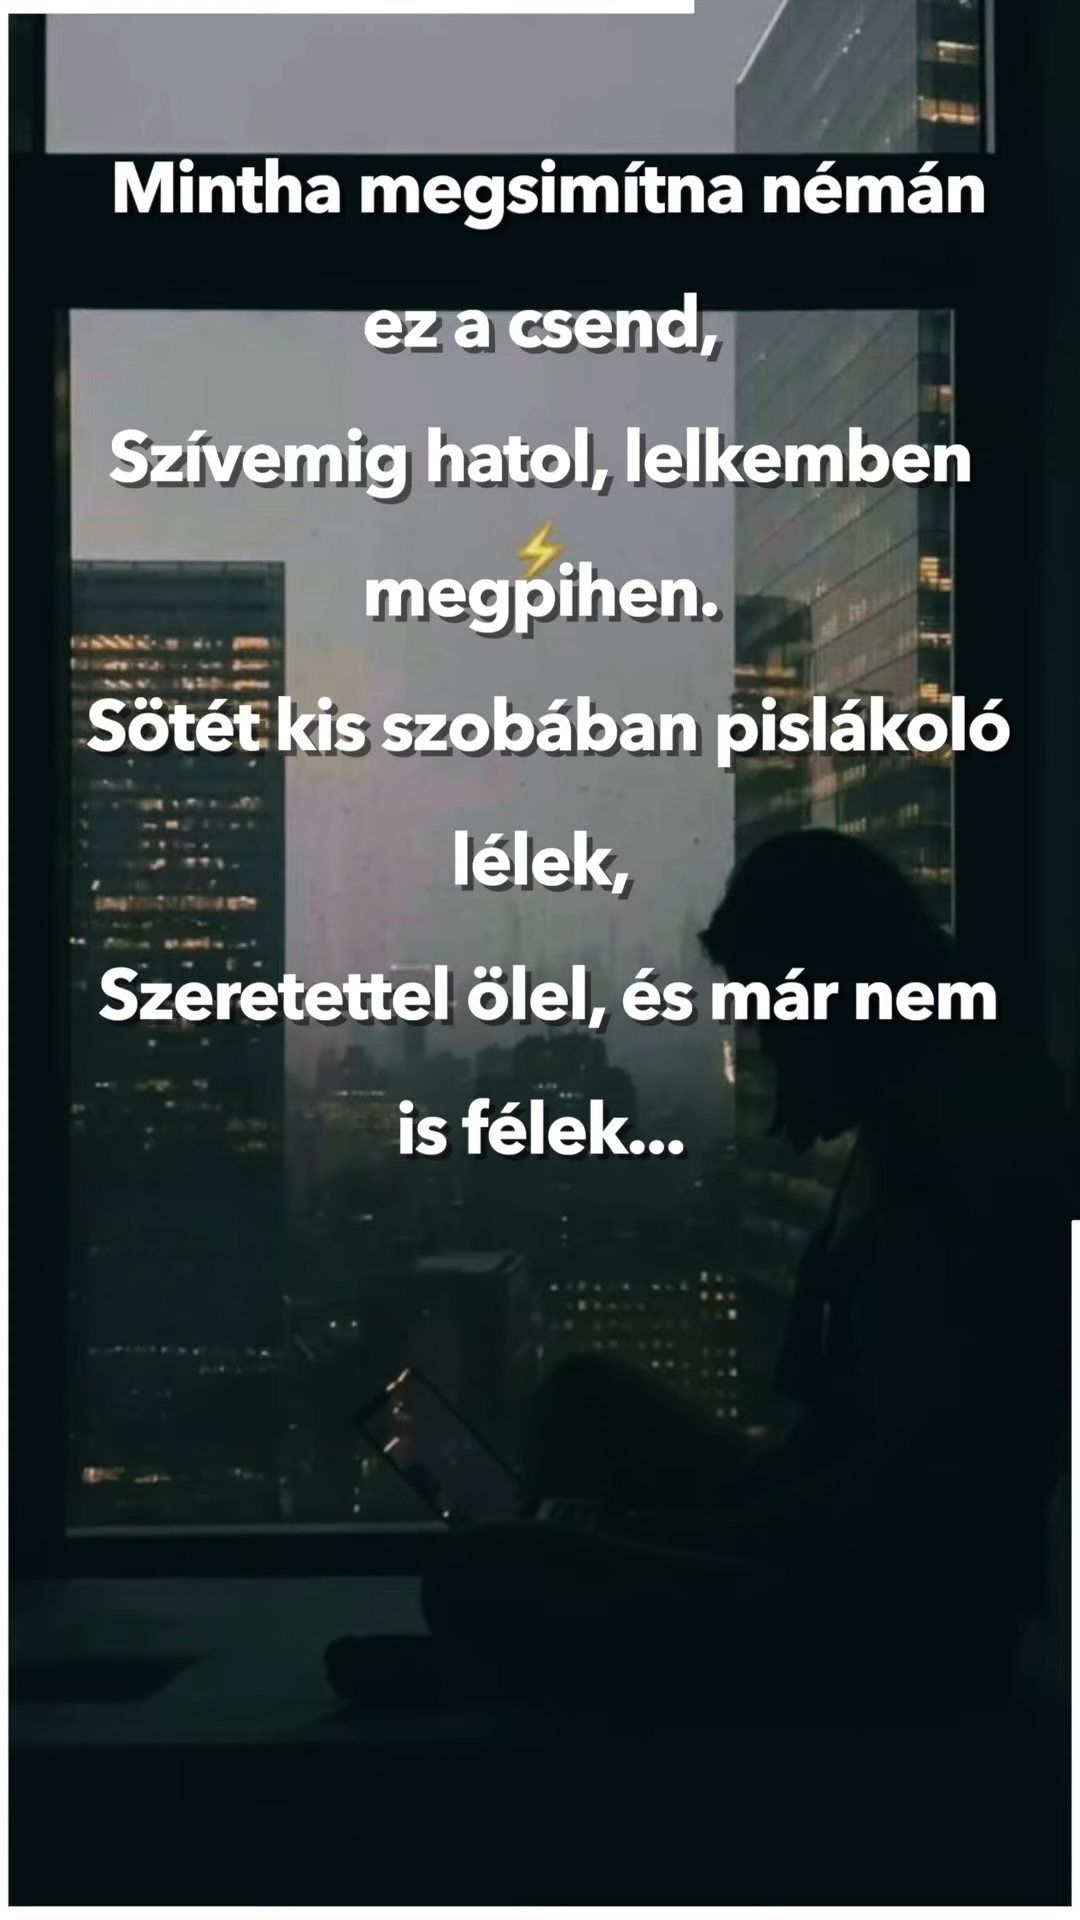 Mintha megsimítna némán
ez a csend,
Szívemig hatol, lelkemben
⚡
megpihen.
Sötét kis szobában pislákoló
lélek,
Szeretettel ölel, és már nem
is félek...